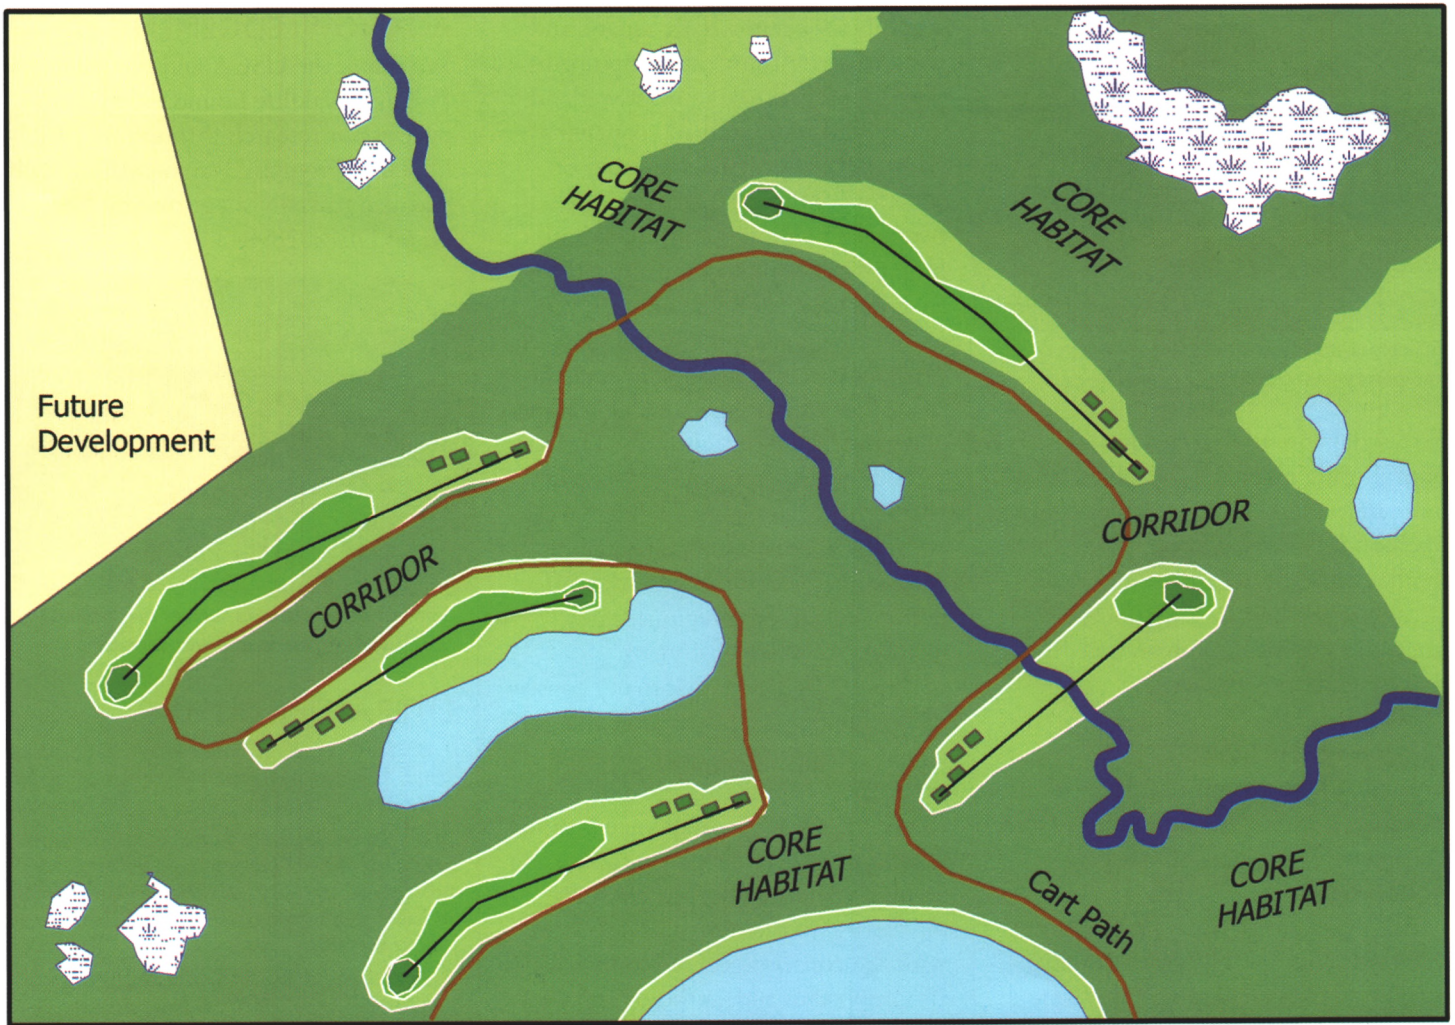 CORE
HABITAT
CORE
HABITAT
Future
Development
CORRIDOR
CORRIDOR
CORE
HABITAT
Cart Path
CORE
HABITAT